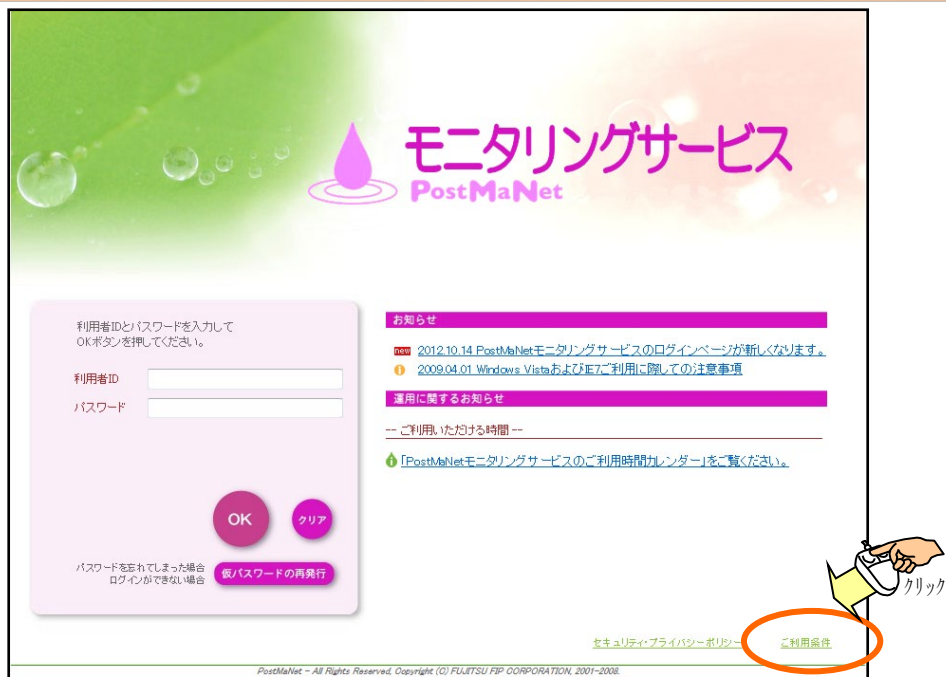 モニタリングサービス
PostMaNet
利用者IDとパスワードを入力して
OKボタンを押してください。
利用者ID
パスワード
OK
クリア
パスワードを忘れてしまった場合
ログインができない場合
仮パスワードの再発行
お知らせ
new 2012.10.14 PostMaNetモニタリングサービスのログインページが新しくなります。
2009.04.01 Windows VistaおよびIE7ご利用に際しての注意事項
運用に関するお知らせ
-- ご利用いただける時間 --
「PostMaNetモニタリングサービスのご利用時間カレンダー」をご覧ください。
クリック
セキュリティ・プライバシーポリシー
ご利用条件
PostMaNet - All Rights Reserved, Copyright (C) FUJITSU FIP CORPORATION, 2001-2008.